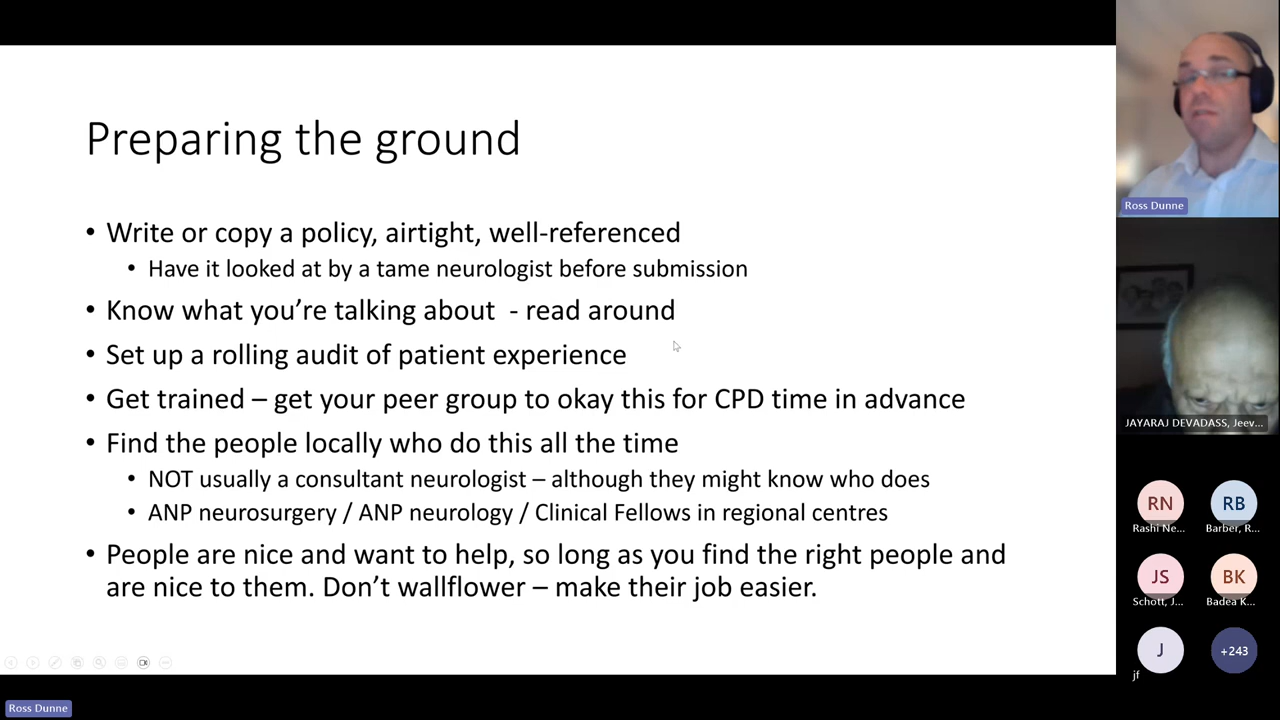 Preparing the ground
• Write or copy a policy, airtight, well-referenced
• Have it looked at by a tame neurologist before submission
• Know what you’re talking about - read around
• Set up a rolling audit of patient experience
• Get trained – get your peer group to okay this for CPD time in advance
• Find the people locally who do this all the time
• NOT usually a consultant neurologist – although they might know who does
• ANP neurosurgery / ANP neurology / Clinical Fellows in regional centres
• People are nice and want to help, so long as you find the right people and
are nice to them. Don’t wallflower – make their job easier.
Ross Dunne
JAYARAJ DEVADASS, Jeev...
RN
RB
Rashi Ne...
Barber, R...
JS
BK
Schott, J...
Badea K...
J
+243
jf
Ross Dunne